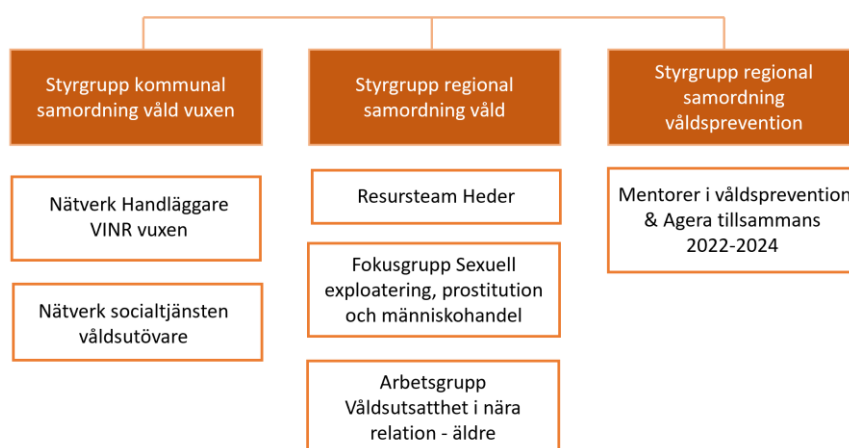 Styrgrupp kommunal
samordning våld vuxen
Nätverk Handläggare
VINR vuxen
Nätverk socialtjänsten
våldsutövare
Styrgrupp regional
samordning våld
Resursteam Heder
Fokusgrupp Sexuell
exploatering, prostitution
och människohandel
Arbetsgrupp
Våldsutsatthet i nära
relation - äldre
Styrgrupp regional
samordning
våldsprevention
Mentorer i våldsprevention
& Agera tillsammans
2022-2024